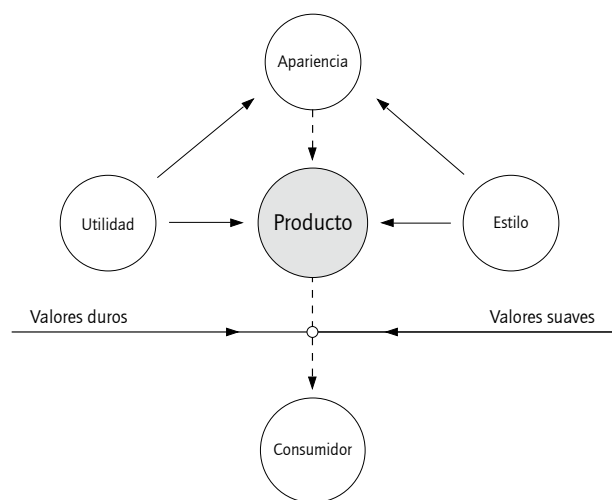 Apariencia
Utilidad
Producto
Estilo
Valores duros
Valores suaves
Consumidor